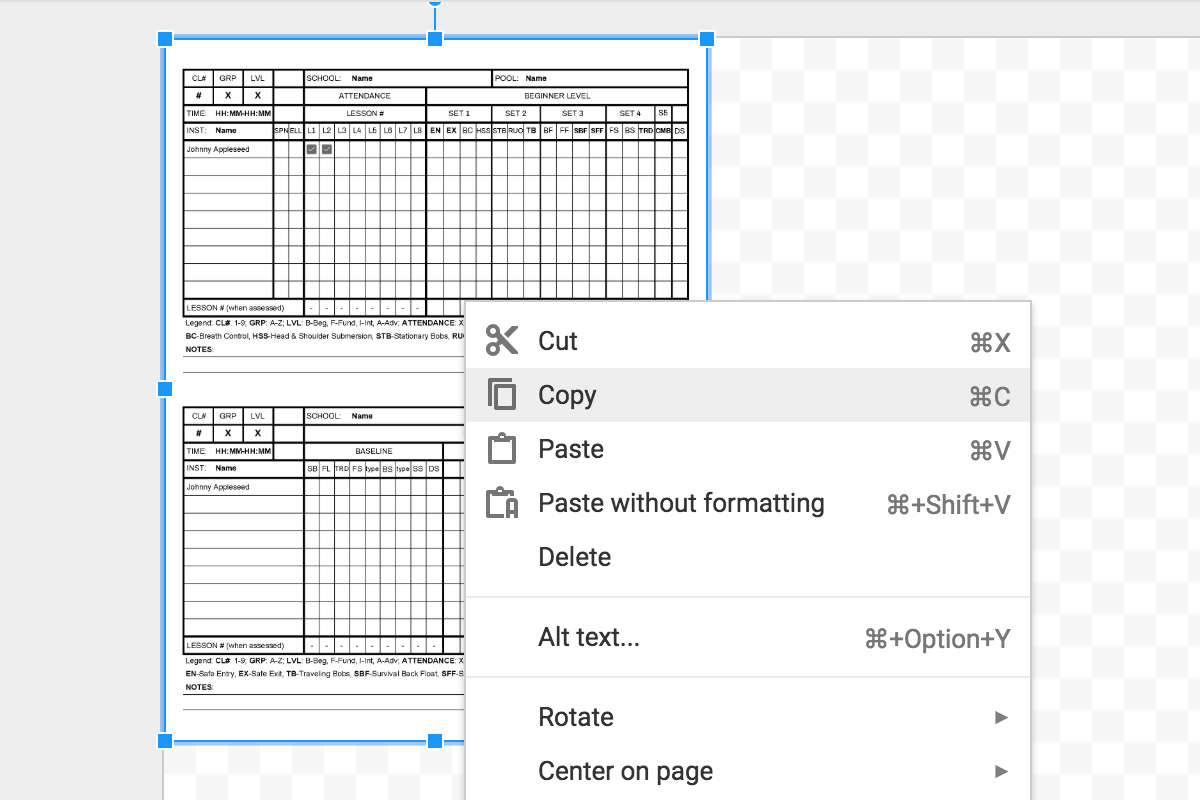 CL# GRP LVL SCHOOL: Name POOL: Name
# X X ATTENDANCE BEGINNER LEVEL
TIME: HH:MM-HH:MM LESSON # SET 1 SET 2 SET 3 SET 4 S5
INST: Name SPN ELL L1 L2 L3 L4 L5 L6 L7 L8 EN EX BC HSS STB RUO TB BF FF SBF SFF FS BS TRD CMB DS
Johnny Appleseed
LESSON # (when assessed) - - - - - - - -
Legend: CL#: 1-9; GRP: A-Z; LVL: B-Beg, F-Fund, I-Int, A-Adv; ATTENDANCE: X
BC-Breath Control, HSS-Head & Shoulder Submersion, STB-Stationary Bobs, RUO
NOTES:
CL# GRP LVL SCHOOL: Name
# X X
TIME: HH:MM-HH:MM BASELINE
INST: Name SB FL TRD FS type BS type SS DS
Johnny Appleseed
LESSON # (when assessed) - - - - - - - - -
Legend: CL#: 1-9; GRP: A-Z; LVL: B-Beg, F-Fund, I-Int, A-Adv; ATTENDANCE: X
EN-Safe Entry, EX-Safe Exit, TB-Traveling Bobs, SBF-Survival Back Float, SFF-S
NOTES:
Cut ⌘X
Copy ⌘C
Paste ⌘V
Paste without formatting ⌘+Shift+V
Delete
Alt text... ⌘+Option+Y
Rotate ►
Center on page ►